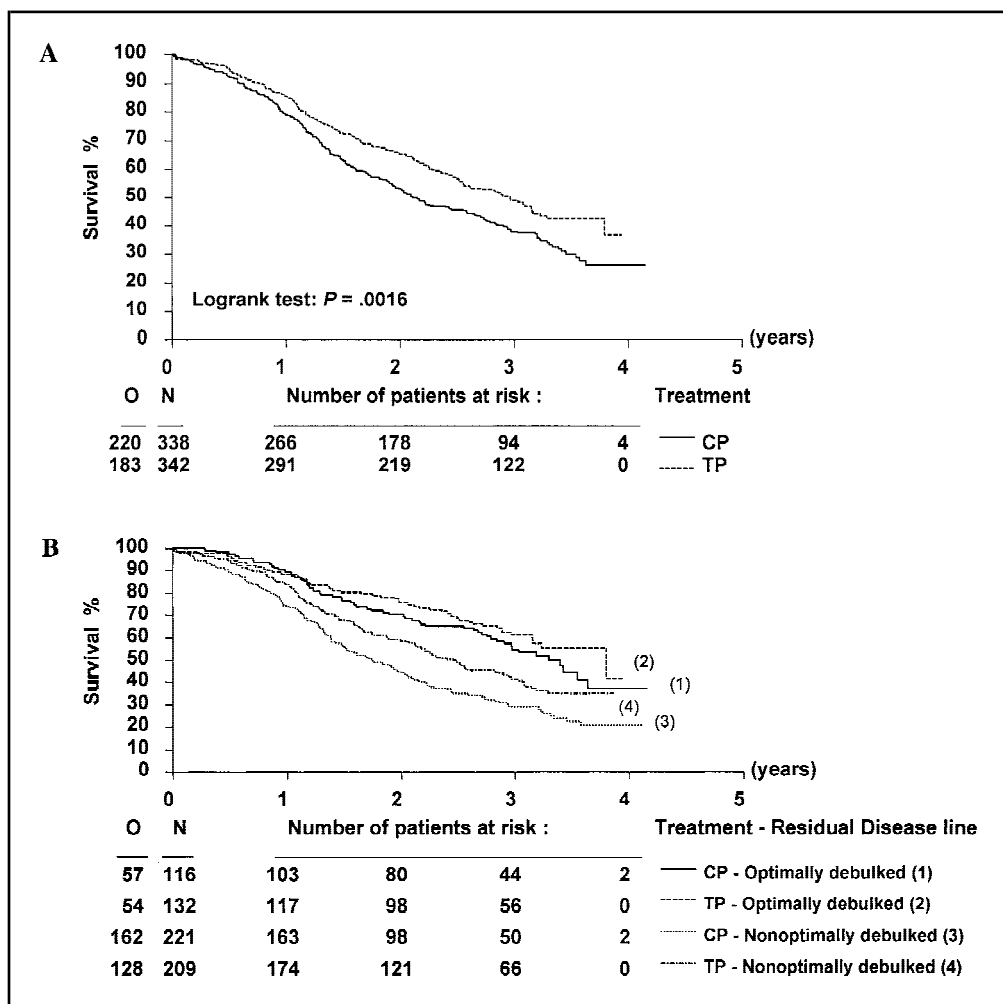 A
Survival %
100
90
80
70
60
50
40
30
20
10
0
Logrank test: P = .0016
(years)
0 1 2 3 4 5
O N Number of patients at risk : Treatment
220 338 266 178 94 4 CP
183 342 291 219 122 0 TP
B
Survival %
100
90
80
70
60
50
40
30
20
10
0
(2)
(1)
(4)
(3)
(years)
0 1 2 3 4 5
O N Number of patients at risk : Treatment - Residual Disease line
57 116 103 80 44 2 CP - Optimally debulked (1)
54 132 117 98 56 0 TP - Optimally debulked (2)
162 221 163 98 50 2 CP - Nonoptimally debulked (3)
128 209 174 121 66 0 TP - Nonoptimally debulked (4)